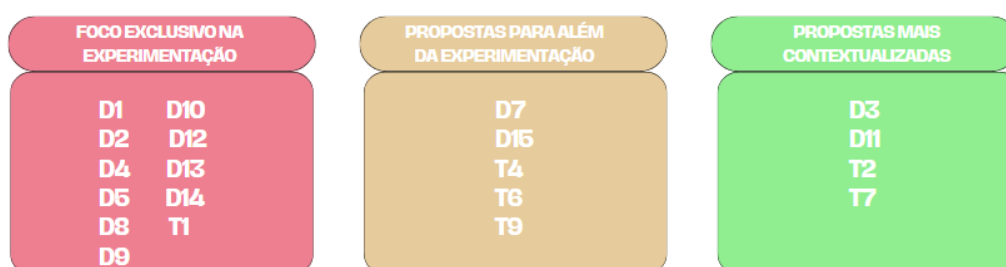 FOCO EXCLUSIVO NA
EXPERIMENTAÇÃO
D1 D10
D2 D12
D4 D13
D5 D14
D8 T1
D9
PROPOSTAS PARA ALÉM
DA EXPERIMENTAÇÃO
D7
D15
T4
T6
T9
PROPOSTAS MAIS
CONTEXTUALIZADAS
D3
D11
T2
T7